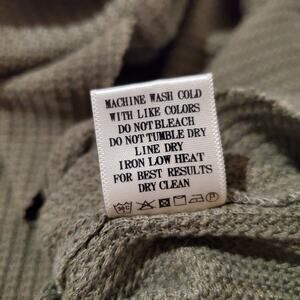 MACHINE WASH COLD
WITH LIKE COLORS
DO NOT BLEACH
DO NOT TUMBLE DRY
LINE DRY
IRON LOW HEAT
FOR BEST RESULTS
DRY CLEAN